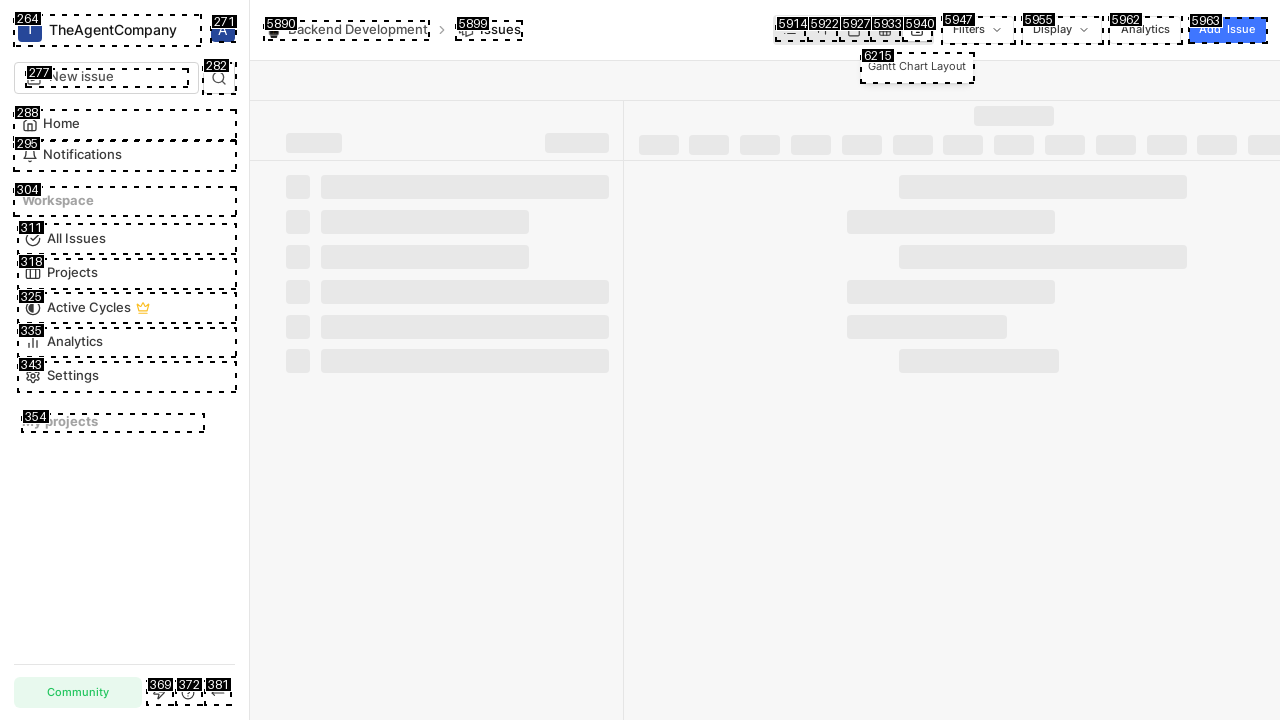 264
TheAgentCompany
271
277
New issue
282
288
Home
295
Notifications
304
Workspace
311
All Issues
318
Projects
325
Active Cycles
335
Analytics
343
Settings
354
My projects
Community
369
372
381
5890
Backend Development
5899
Issues
5914
5922
5927
5933
5940
5947
Filters
5955
Display
5962
Analytics
5963
Add Issue
6215
Gantt Chart Layout